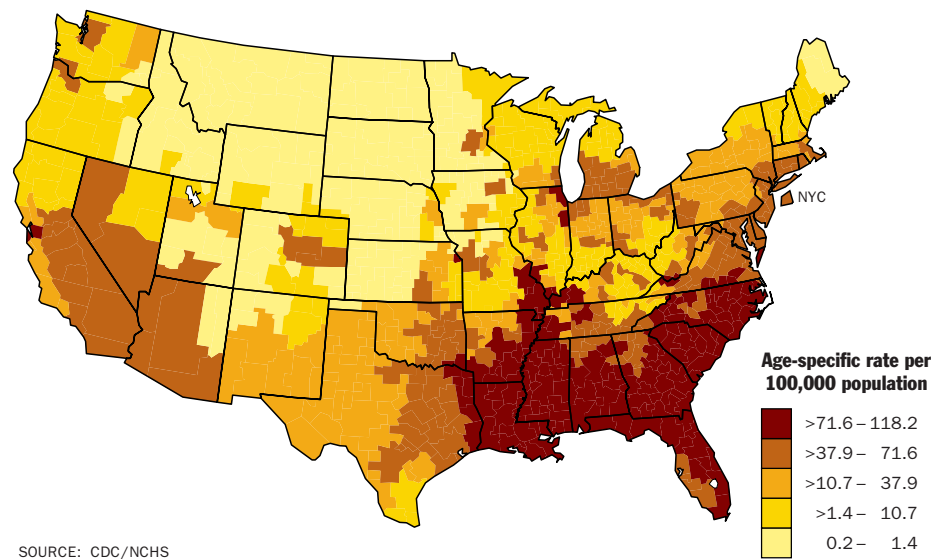 NYC
Age-specific rate per
100,000 population
>71.6 – 118.2
>37.9 – 71.6
>10.7 – 37.9
>1.4 – 10.7
0.2 – 1.4
SOURCE: CDC/NCHS